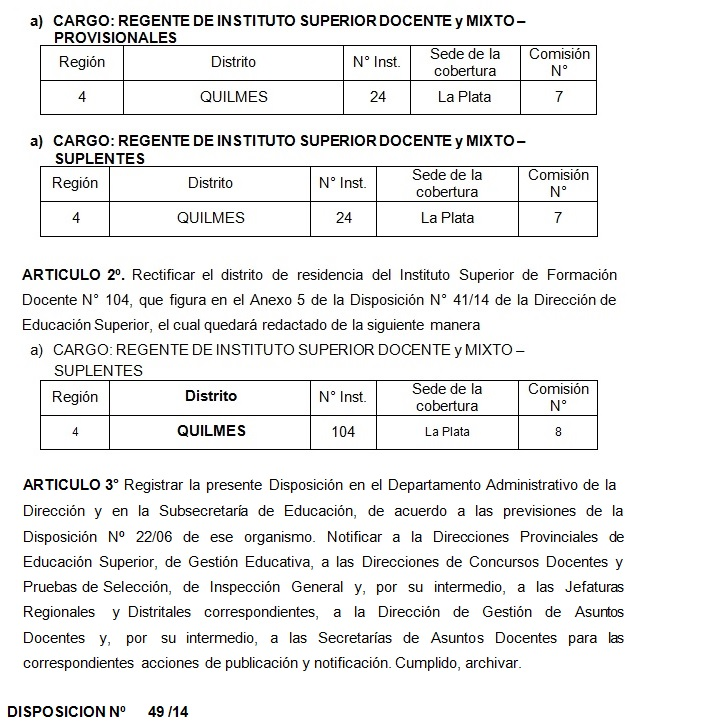 a) CARGO: REGENTE DE INSTITUTO SUPERIOR DOCENTE y MIXTO –
PROVISIONALES
Región Distrito N° Inst. Sede de la cobertura Comisión N°
4 QUILMES 24 La Plata 7
a) CARGO: REGENTE DE INSTITUTO SUPERIOR DOCENTE y MIXTO –
SUPLENTES
Región Distrito N° Inst. Sede de la cobertura Comisión N°
4 QUILMES 24 La Plata 7
ARTICULO 2º. Rectificar el distrito de residencia del Instituto Superior de Formación
Docente N° 104, que figura en el Anexo 5 de la Disposición N° 41/14 de la Dirección de
Educación Superior, el cual quedará redactado de la siguiente manera
a) CARGO: REGENTE DE INSTITUTO SUPERIOR DOCENTE y MIXTO –
SUPLENTES
Región Distrito N° Inst. Sede de la cobertura Comisión N°
4 QUILMES 104 La Plata 8
ARTICULO 3° Registrar la presente Disposición en el Departamento Administrativo de la
Dirección y en la Subsecretaría de Educación, de acuerdo a las previsiones de la
Disposición Nº 22/06 de ese organismo. Notificar a la Direcciones Provinciales de
Educación Superior, de Gestión Educativa, a las Direcciones de Concursos Docentes y
Pruebas de Selección, de Inspección General y, por su intermedio, a las Jefaturas
Regionales y Distritales correspondientes, a la Dirección de Gestión de Asuntos
Docentes y, por su intermedio, a las Secretarías de Asuntos Docentes para las
correspondientes acciones de publicación y notificación. Cumplido, archivar.
DISPOSICION Nº 49 /14